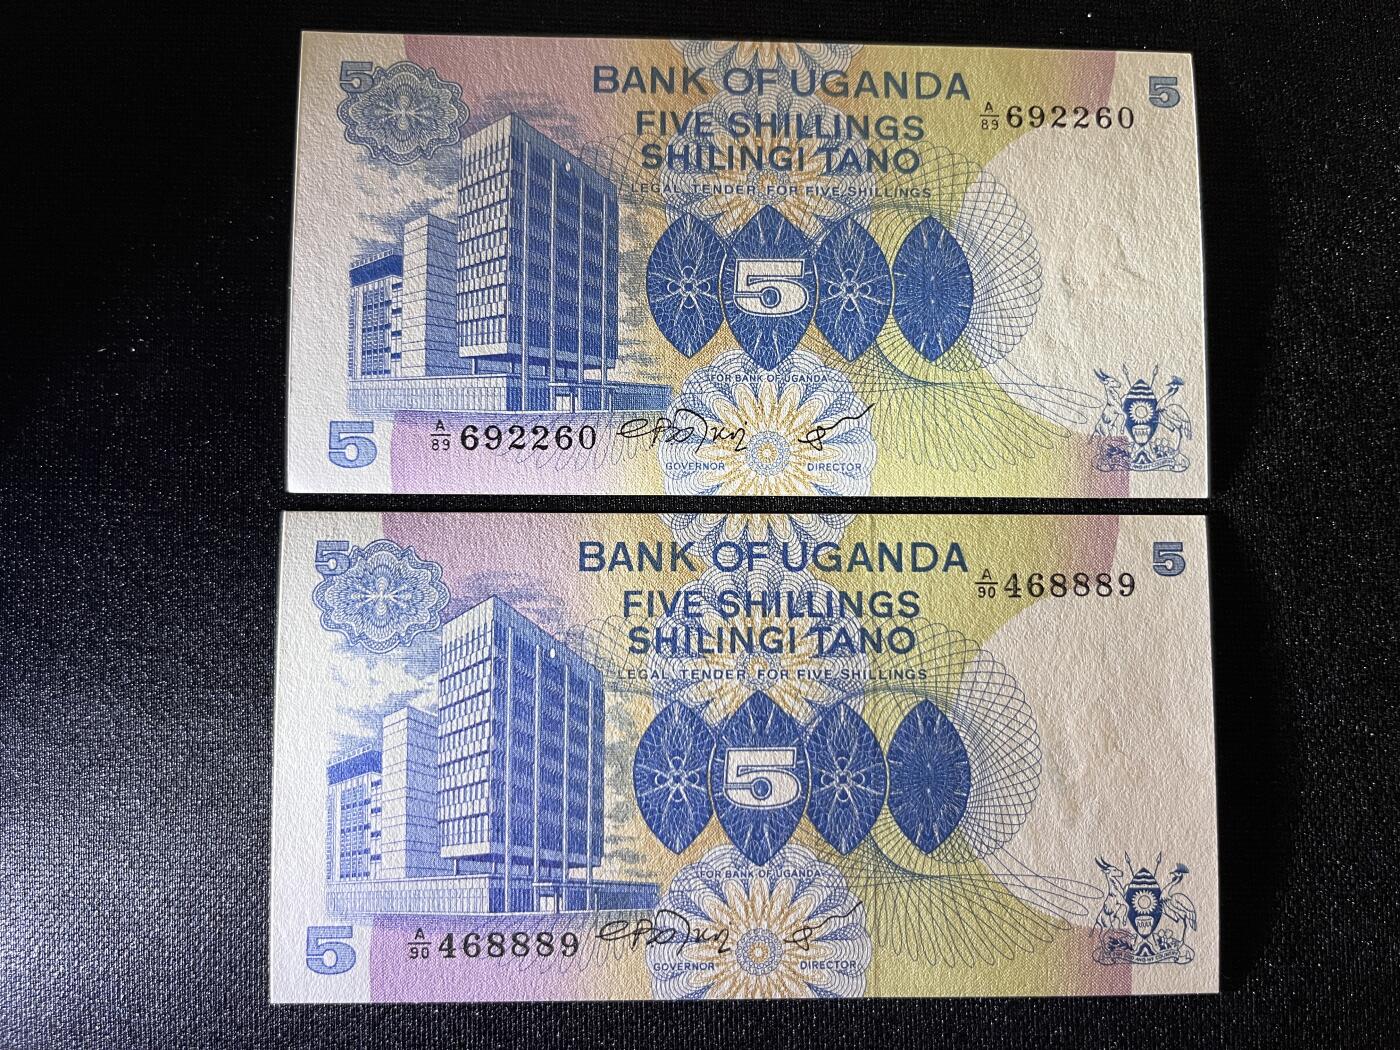 5
BANK OF UGANDA
5
A/89 692260
FIVE SHILLINGS
SHILINGI TANO
LEGAL TENDER FOR FIVE SHILLINGS
5
FOR BANK OF UGANDA
5
A/89 692260
GOVERNOR DIRECTOR
5
BANK OF UGANDA
5
A/90 468889
FIVE SHILLINGS
SHILINGI TANO
LEGAL TENDER FOR FIVE SHILLINGS
5
FOR BANK OF UGANDA
5
A/90 468889
GOVERNOR DIRECTOR